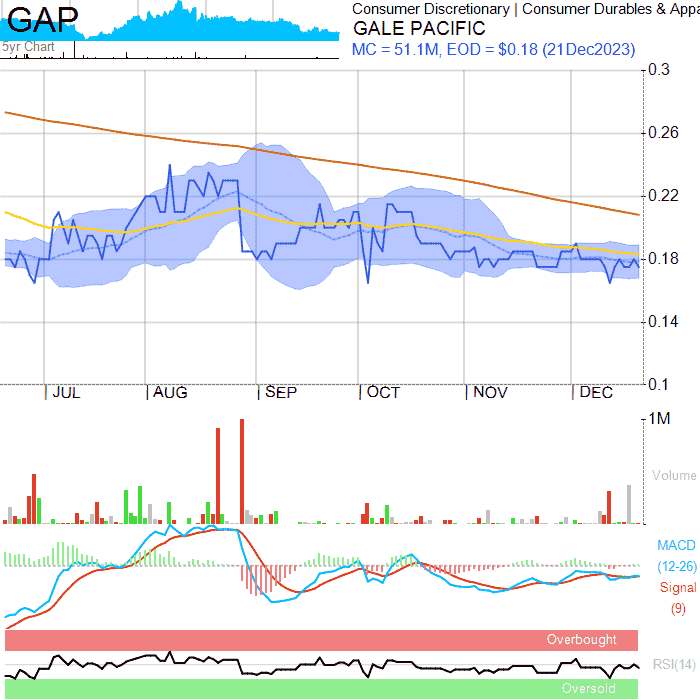 GAP
Consumer Discretionary | Consumer Durables & Appa
GALE PACIFIC
MC = 51.1M, EOD = $0.18 (21Dec2023)
5yr Chart
0.3
0.26
0.22
0.18
0.14
0.1
JUL
AUG
SEP
OCT
NOV
DEC
1M
Volume
MACD
(12-26)
Signal
(9)
Overbought
RSI(14)
Oversold